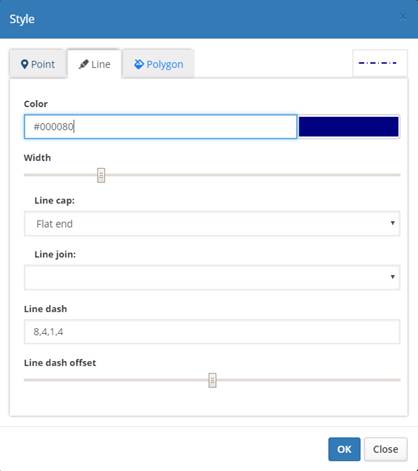 Style
Point
Line
Polygon
Color
#000080
Width
Line cap:
Flat end
Line join:
Line dash
8,4,1,4
Line dash offset
OK
Close